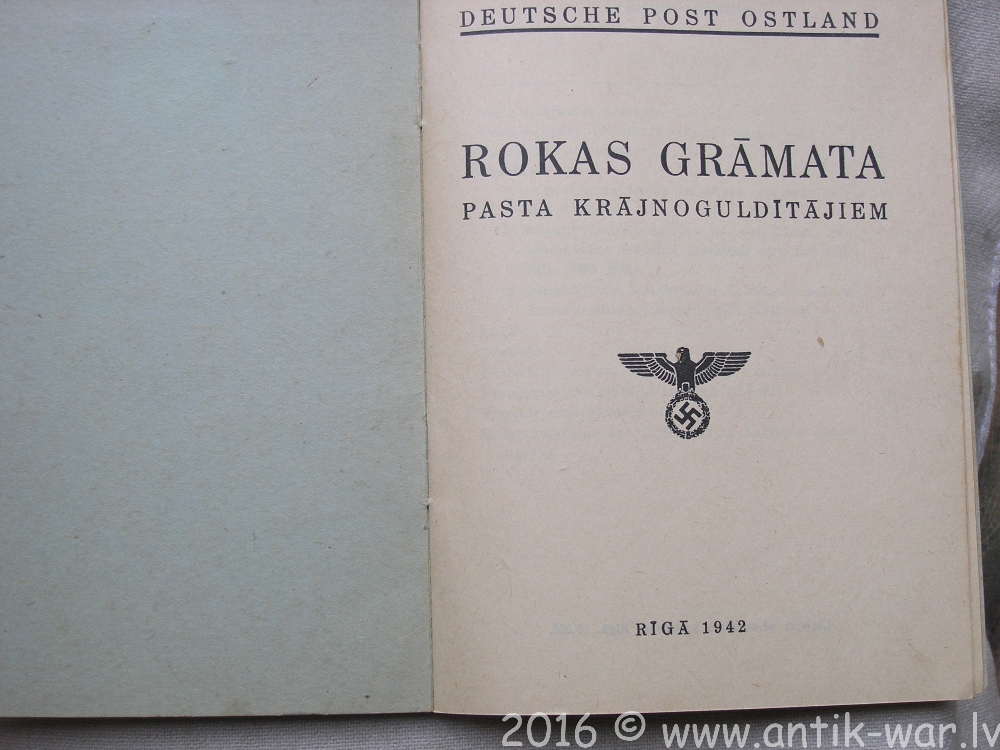 DEUTSCHE POST OSTLAND
ROKAS GRĀMATA
PASTA KRĀJNOGULDĪTĀJIEM
RĪGĀ 1942
2016 © www.antik-war.lv